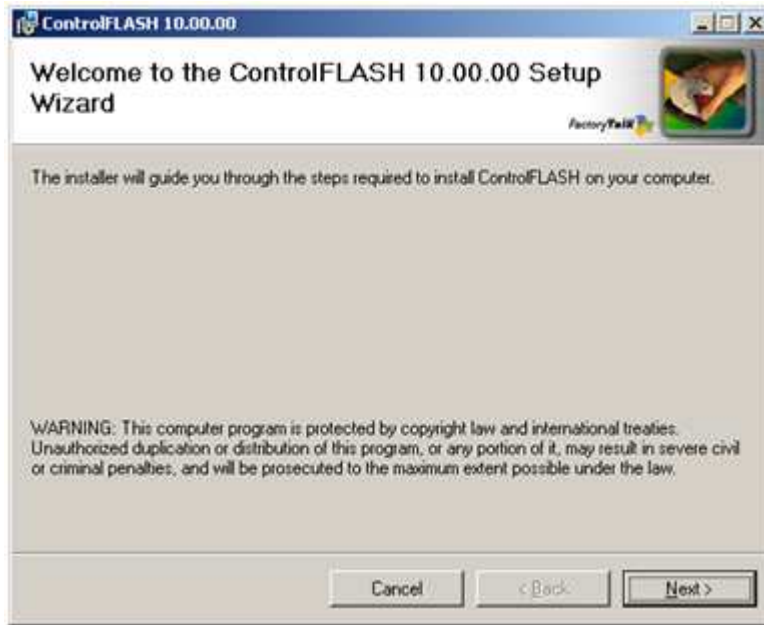 ControlFLASH 10.00.00
Welcome to the ControlFLASH 10.00.00 Setup
Wizard
FactoryTalk
The installer will guide you through the steps required to install ControlFLASH on your computer.
WARNING: This computer program is protected by copyright law and international treaties.
Unauthorized duplication or distribution of this program, or any portion of it, may result in severe civil
or criminal penalties, and will be prosecuted to the maximum extent possible under the law.
Cancel < Back Next >